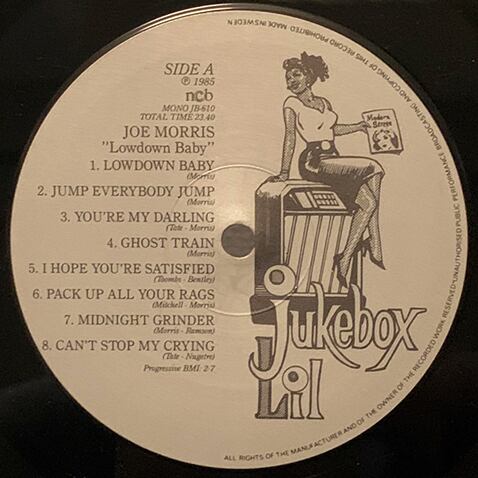 SIDE A
℗ 1985
ncb
MONO JB-610
TOTAL TIME 23.40
JOE MORRIS
"Lowdown Baby"
1. LOWDOWN BABY
(Morris)
2. JUMP EVERYBODY JUMP
(Morris)
3. YOU'RE MY DARLING
(Tate - Morris)
4. GHOST TRAIN
(Morris)
5. I HOPE YOU'RE SATISFIED
(Thombs - Bentley)
6. PACK UP ALL YOUR RAGS
(Mitchell - Morris)
7. MIDNIGHT GRINDER
(Morris - Ramson)
8. CAN'T STOP MY CRYING
(Tate - Nugetre)
Progressive BMI: 2-7
Modern Screen
Jukebox
Lil
ALL RIGHTS OF THE MANUFACTURER AND OF THE OWNER OF THE RECORDED WORK RESERVED•UNAUTHORISED PUBLIC PERFORMANCE BROADCASTING AND COPYING OF THIS RECORD PROHIBITED MADE IN SWEDEN